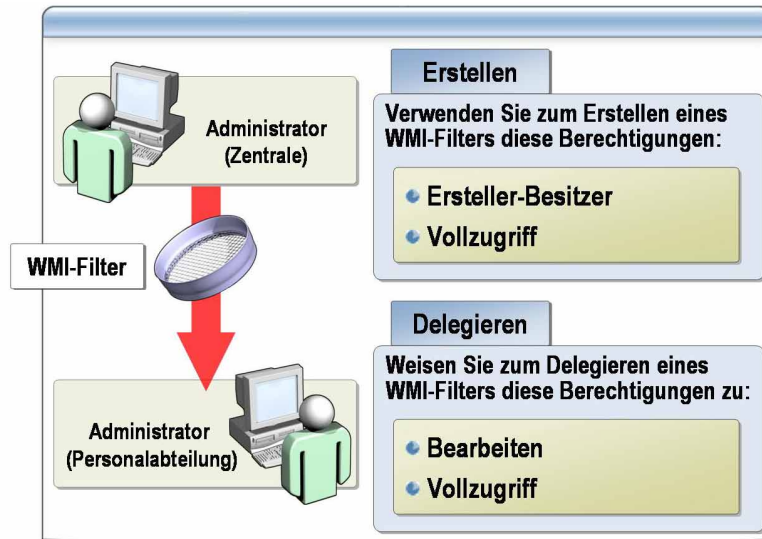 Administrator
(Zentrale)
WMI-Filter
Administrator
(Personalabteilung)
Erstellen
Verwenden Sie zum Erstellen eines
WMI-Filters diese Berechtigungen:
Ersteller-Besitzer
Vollzugriff
Delegieren
Weisen Sie zum Delegieren eines
WMI-Filters diese Berechtigungen zu:
Bearbeiten
Vollzugriff